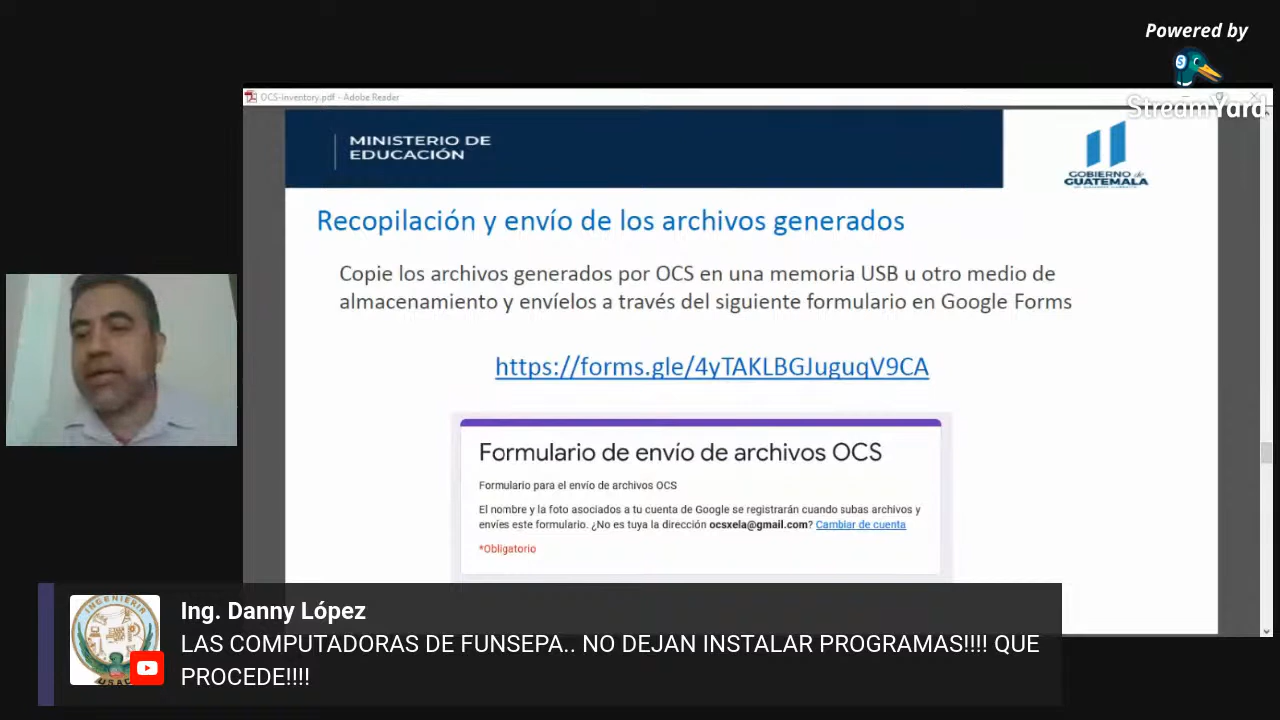 Powered by
StreamYard
OCS-Inventory.pdf - Adobe Reader
MINISTERIO DE
EDUCACIÓN
GOBIERNO de
GUATEMALA
Recopilación y envío de los archivos generados
Copie los archivos generados por OCS en una memoria USB u otro medio de
almacenamiento y envíelos a través del siguiente formulario en Google Forms
https://forms.gle/4yTAKLBGJuguqV9CA
Formulario de envío de archivos OCS
Formulario para el envío de archivos OCS
El nombre y la foto asociados a tu cuenta de Google se registrarán cuando subas archivos y
envíes este formulario. ¿No es tuya la dirección ocsxela@gmail.com? Cambiar de cuenta
*Obligatorio
INGENIERIA
USAC
Ing. Danny López
LAS COMPUTADORAS DE FUNSEPA.. NO DEJAN INSTALAR PROGRAMAS!!!! QUE
PROCEDE!!!!